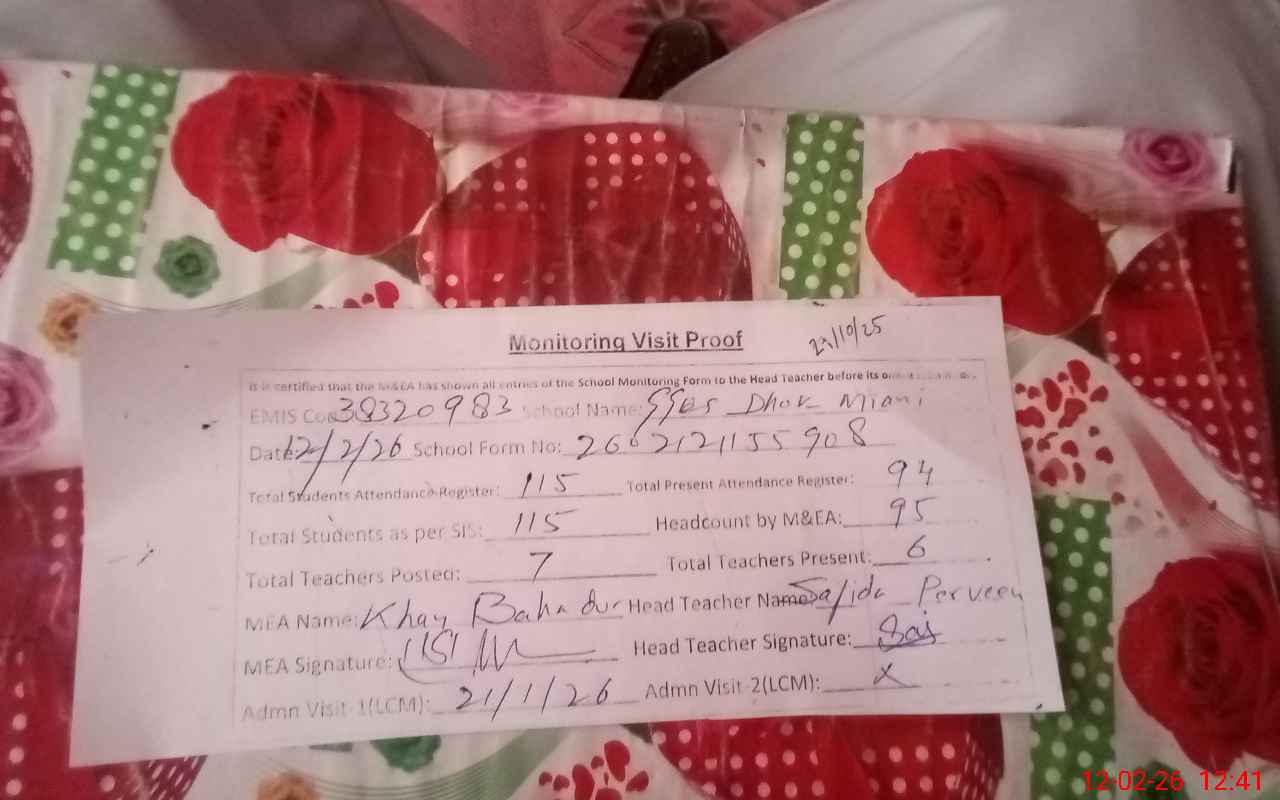 Monitoring Visit Proof
29/10/25
It is certified that the M&EA has shown all entries of the School Monitoring Form to the Head Teacher before its
EMIS Cod 38320983 School Name: GGES Dhok Miani
Date: 12/2/26 School Form No: 2602121155908
Total Students Attendance Register: 115 Total Present Attendance Register: 94
Total Students as per SIS: 115 Headcount by M&EA: 95
Total Teachers Posted: 7 Total Teachers Present: 6
MEA Name: Khan Bahadur Head Teacher Name Sajida Perveen
MEA Signature: Head Teacher Signature: Saj
Admn Visit-1(LCM): 21/1/26 Admn Visit-2(LCM): X
12-02-26 12:41